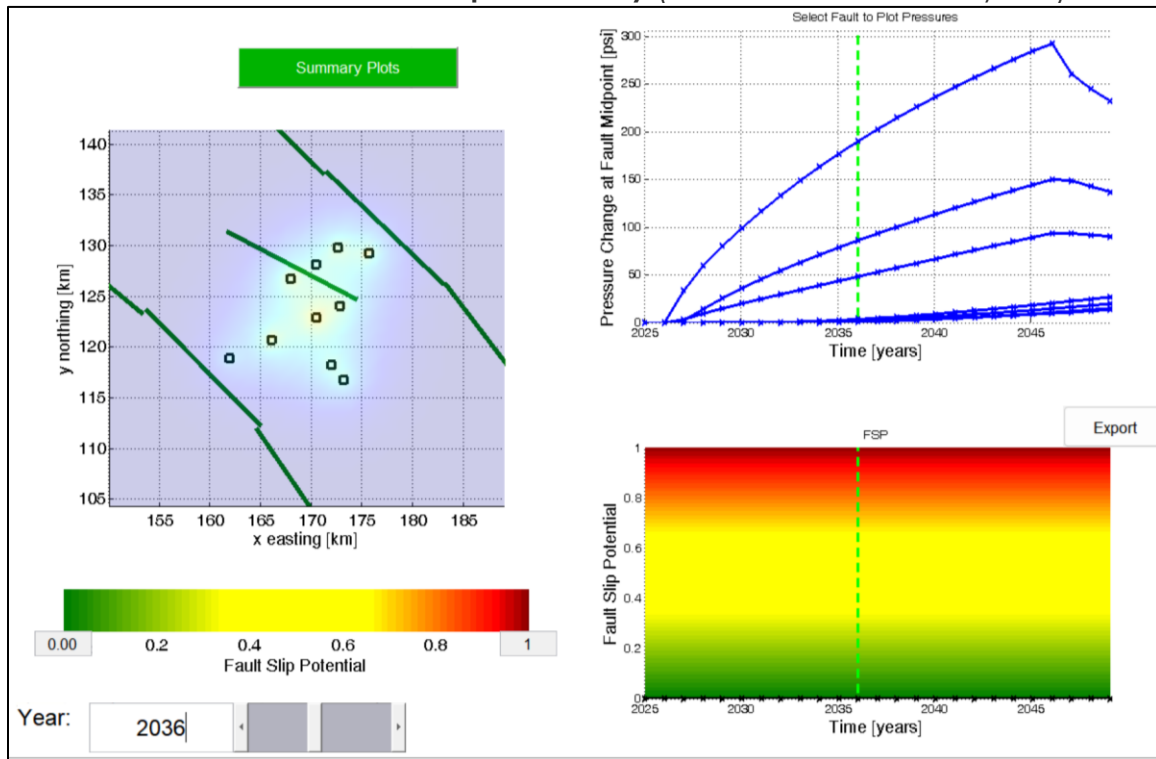 Summary Plots
140
135
130
125
120
115
110
105
y northing [km]
155 160 165 170 175 180 185
x easting [km]
0.00 0.2 0.4 0.6 0.8 1
Fault Slip Potential
Year: 2036
Select Fault to Plot Pressures
300
250
200
150
100
50
0
Pressure Change at Fault Midpoint [psi]
2025 2030 2035 2040 2045
Time [years]
Export
FSP
1
0.8
0.6
0.4
0.2
0
Fault Slip Potential
2025 2030 2035 2040 2045
Time [years]